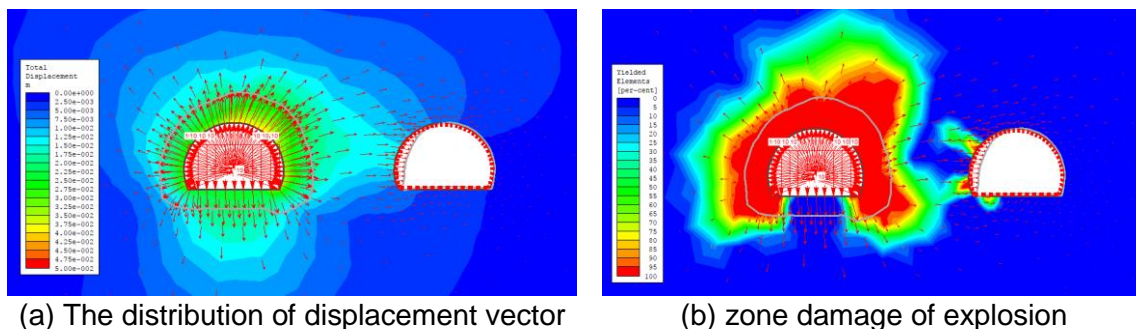 Total
Displacement
m
0.00e+000
2.50e-003
5.00e-003
7.50e-003
1.00e-002
1.25e-002
1.50e-002
1.75e-002
2.00e-002
2.25e-002
2.50e-002
2.75e-002
3.00e-002
3.25e-002
3.50e-002
3.75e-002
4.00e-002
4.25e-002
4.50e-002
4.75e-002
5.00e-002
10
Yielded
Elements
[per-cent]
0
5
10
15
20
25
30
35
40
45
50
55
60
65
70
75
80
85
90
95
100
10
(a) The distribution of displacement vector
(b) zone damage of explosion